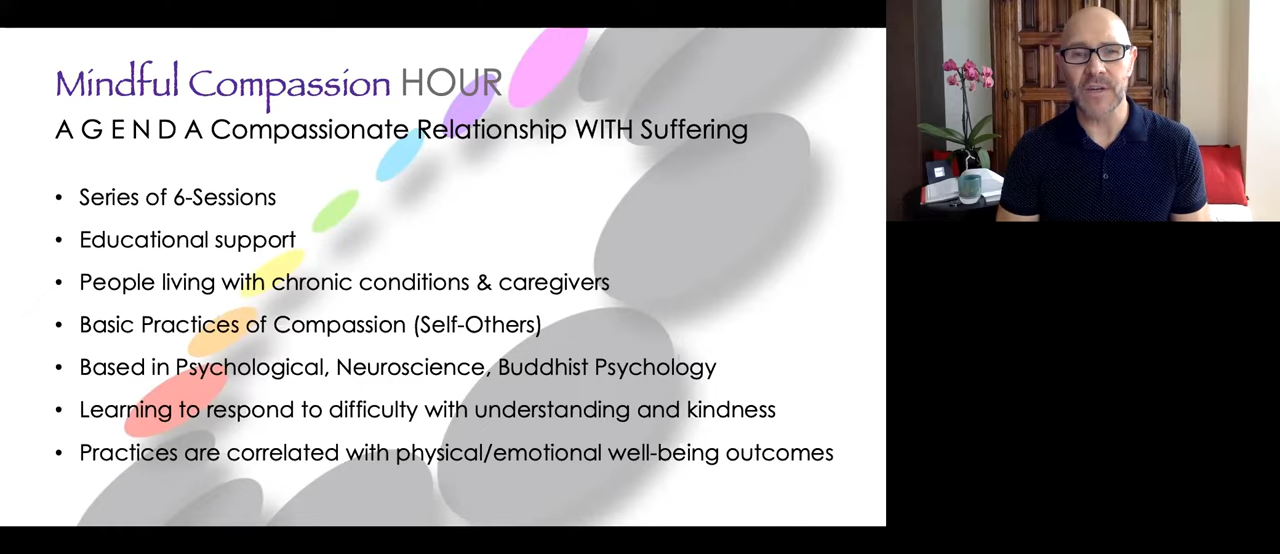 Mindful Compassion HOUR
A G E N D A Compassionate Relationship WITH Suffering
• Series of 6-Sessions
• Educational support
• People living with chronic conditions & caregivers
• Basic Practices of Compassion (Self-Others)
• Based in Psychological, Neuroscience, Buddhist Psychology
• Learning to respond to difficulty with understanding and kindness
• Practices are correlated with physical/emotional well-being outcomes